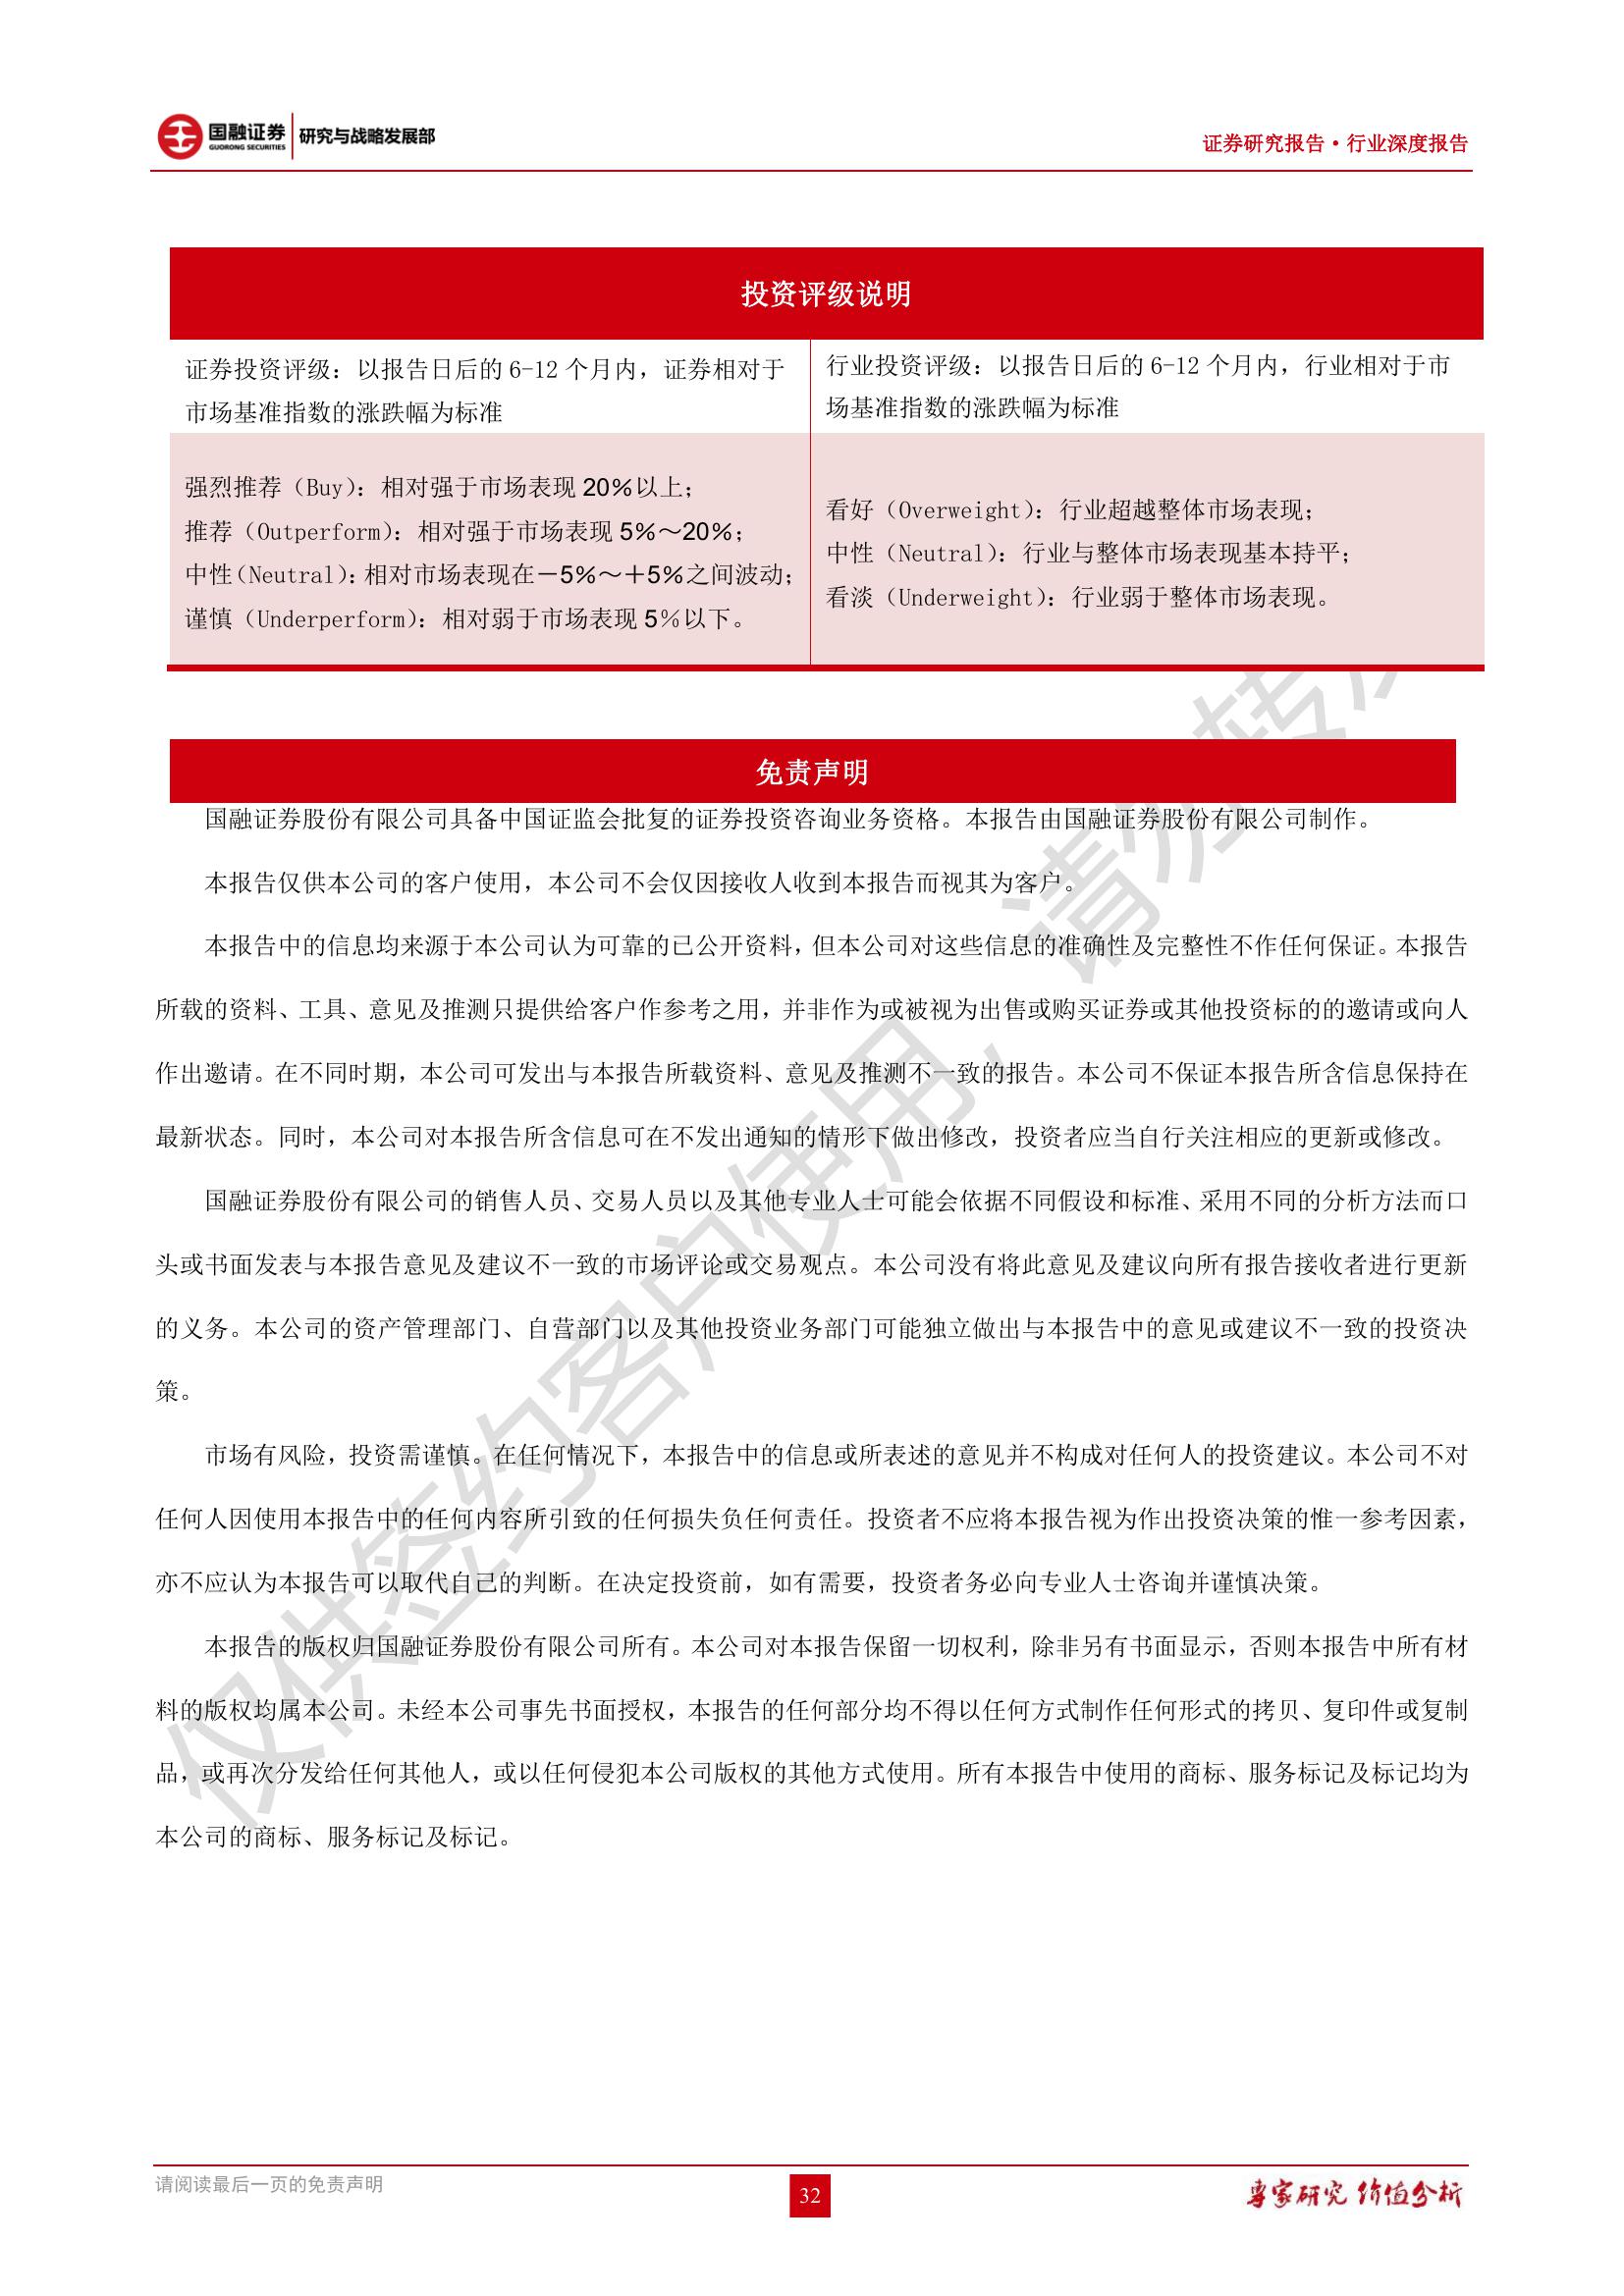 国融证券
GUORONG SECURITIES
研究与战略发展部
证券研究报告·行业深度报告
投资评级说明
证券投资评级：以报告日后的 6-12 个月内，证券相对于
市场基准指数的涨跌幅为标准
行业投资评级：以报告日后的 6-12 个月内，行业相对于市
场基准指数的涨跌幅为标准
强烈推荐（Buy）：相对强于市场表现 20％以上；
推荐（Outperform）：相对强于市场表现 5％～20％；
中性（Neutral）：相对市场表现在－5％～＋5％之间波动；
谨慎（Underperform）：相对弱于市场表现 5％以下。
看好（Overweight）：行业超越整体市场表现；
中性（Neutral）：行业与整体市场表现基本持平；
看淡（Underweight）：行业弱于整体市场表现。
免责声明
国融证券股份有限公司具备中国证监会批复的证券投资咨询业务资格。本报告由国融证券股份有限公司制作。
本报告仅供本公司的客户使用，本公司不会仅因接收人收到本报告而视其为客户。
本报告中的信息均来源于本公司认为可靠的已公开资料，但本公司对这些信息的准确性及完整性不作任何保证。本报告
所载的资料、工具、意见及推测只提供给客户作参考之用，并非作为或被视为出售或购买证券或其他投资标的的邀请或向人
作出邀请。在不同时期，本公司可发出与本报告所载资料、意见及推测不一致的报告。本公司不保证本报告所含信息保持在
最新状态。同时，本公司对本报告所含信息可在不发出通知的情形下做出修改，投资者应当自行关注相应的更新或修改。
国融证券股份有限公司的销售人员、交易人员以及其他专业人士可能会依据不同假设和标准、采用不同的分析方法而口
头或书面发表与本报告意见及建议不一致的市场评论或交易观点。本公司没有将此意见及建议向所有报告接收者进行更新
的义务。本公司的资产管理部门、自营部门以及其他投资业务部门可能独立做出与本报告中的意见或建议不一致的投资决
策。
市场有风险，投资需谨慎。在任何情况下，本报告中的信息或所表述的意见并不构成对任何人的投资建议。本公司不对
任何人因使用本报告中的任何内容所引致的任何损失负任何责任。投资者不应将本报告视为作出投资决策的惟一参考因素，
亦不应认为本报告可以取代自己的判断。在决定投资前，如有需要，投资者务必向专业人士咨询并谨慎决策。
本报告的版权归国融证券股份有限公司所有。本公司对本报告保留一切权利，除非另有书面显示，否则本报告中所有材
料的版权均属本公司。未经本公司事先书面授权，本报告的任何部分均不得以任何方式制作任何形式的拷贝、复印件或复制
品，或再次分发给任何其他人，或以任何侵犯本公司版权的其他方式使用。所有本报告中使用的商标、服务标记及标记均为
本公司的商标、服务标记及标记。
仅供签约客户使用，请勿转
请阅读最后一页的免责声明
32
專家研究 价值分析